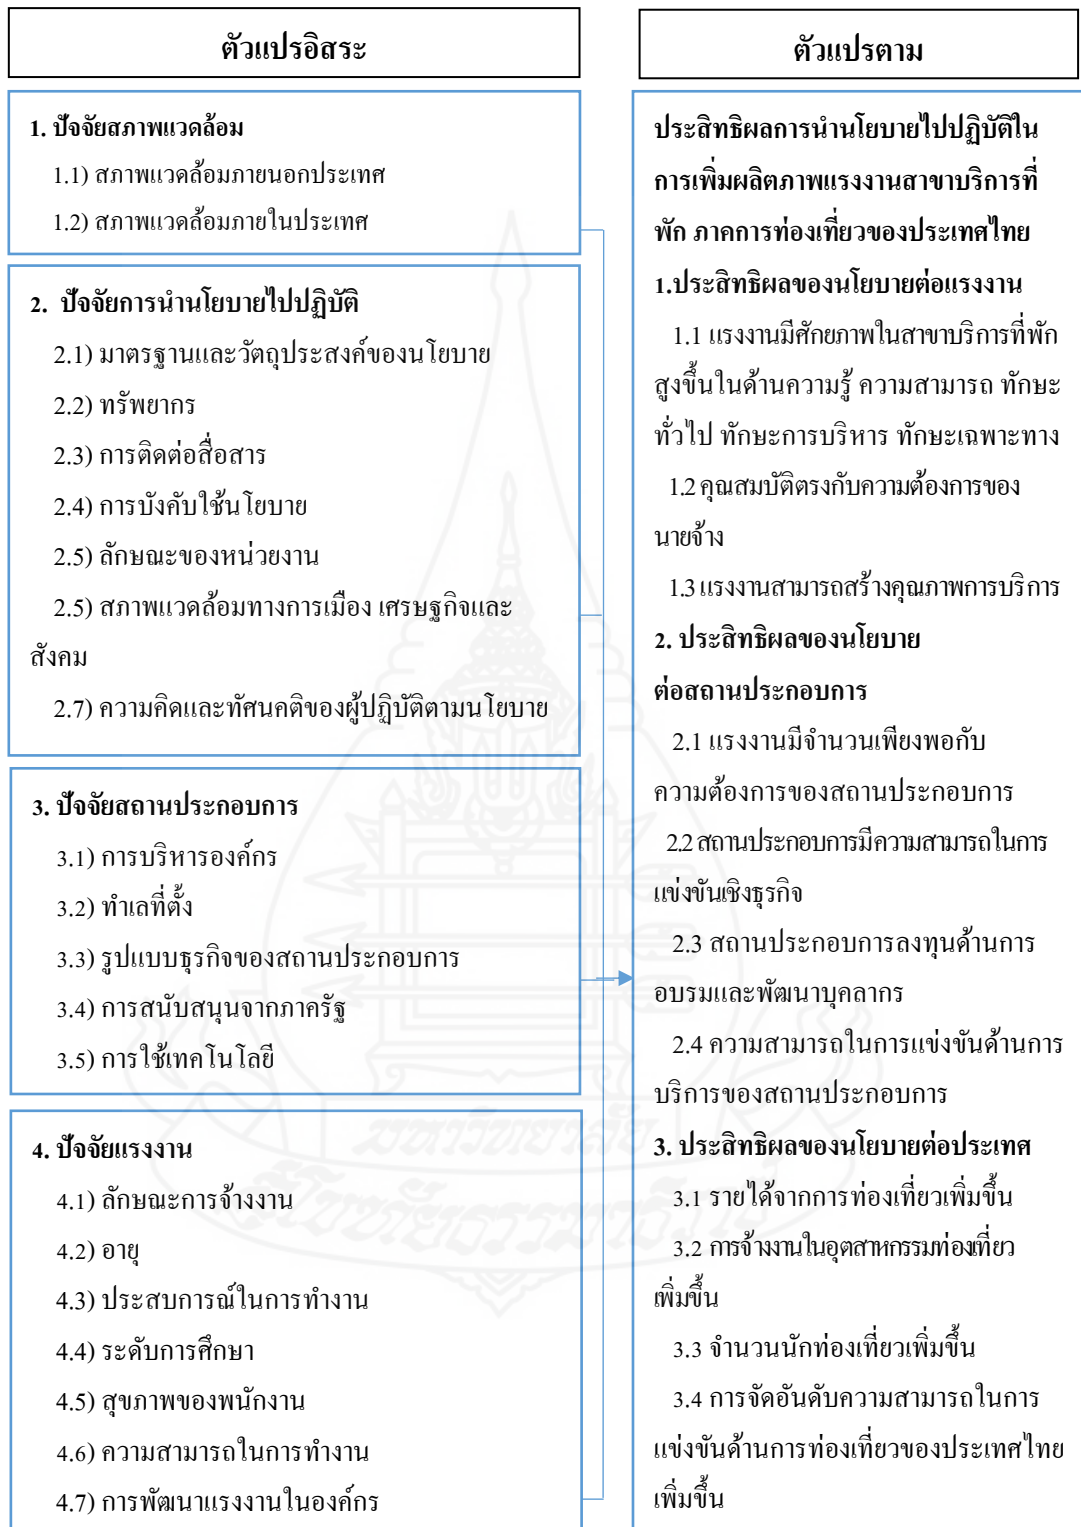 ตัวแปรอิสระ
1. ปัจจัยสภาพแวดล้อม
1.1) สภาพแวดล้อมภายนอกประเทศ
1.2) สภาพแวดล้อมภายในประเทศ
2. ปัจจัยการนำนโยบายไปปฏิบัติ
2.1) มาตรฐานและวัตถุประสงค์ของนโยบาย
2.2) ทรัพยากร
2.3) การติดต่อสื่อสาร
2.4) การบังคับใช้นโยบาย
2.5) ลักษณะของหน่วยงาน
2.5) สภาพแวดล้อมทางการเมือง เศรษฐกิจและ
สังคม
2.7) ความคิดและทัศนคติของผู้ปฏิบัติตามนโยบาย
3. ปัจจัยสถานประกอบการ
3.1) การบริหารองค์กร
3.2) ทำเลที่ตั้ง
3.3) รูปแบบธุรกิจของสถานประกอบการ
3.4) การสนับสนุนจากภาครัฐ
3.5) การใช้เทคโนโลยี
4. ปัจจัยแรงงาน
4.1) ลักษณะการจ้างงาน
4.2) อายุ
4.3) ประสบการณ์ในการทำงาน
4.4) ระดับการศึกษา
4.5) สุขภาพของพนักงาน
4.6) ความสามารถในการทำงาน
4.7) การพัฒนาแรงงานในองค์กร
ตัวแปรตาม
ประสิทธิผลการนำนโยบายไปปฏิบัติใน
การเพิ่มผลิตภาพแรงงานสาขาบริการที่
พัก ภาคการท่องเที่ยวของประเทศไทย
1.ประสิทธิผลของนโยบายต่อแรงงาน
1.1 แรงงานมีศักยภาพในสาขาบริการที่พัก
สูงขึ้นในด้านความรู้ ความสามารถ ทักษะ
ทั่วไป ทักษะการบริหาร ทักษะเฉพาะทาง
1.2 คุณสมบัติตรงกับความต้องการของ
นายจ้าง
1.3 แรงงานสามารถสร้างคุณภาพการบริการ
2. ประสิทธิผลของนโยบาย
ต่อสถานประกอบการ
2.1 แรงงานมีจำนวนเพียงพอกับ
ความต้องการของสถานประกอบการ
2.2 สถานประกอบการมีความสามารถในการ
แข่งขันเชิงธุรกิจ
2.3 สถานประกอบการลงทุนด้านการ
อบรมและพัฒนาบุคลากร
2.4 ความสามารถในการแข่งขันด้านการ
บริการของสถานประกอบการ
3. ประสิทธิผลของนโยบายต่อประเทศ
3.1 รายได้จากการท่องเที่ยวเพิ่มขึ้น
3.2 การจ้างงานในอุตสาหกรรมท่องเที่ยว
เพิ่มขึ้น
3.3 จำนวนนักท่องเที่ยวเพิ่มขึ้น
3.4 การจัดอันดับความสามารถในการ
แข่งขันด้านการท่องเที่ยวของประเทศไทย
เพิ่มขึ้น
มหาวิทยาลัย
สุโขทัยธรรมาธิราช